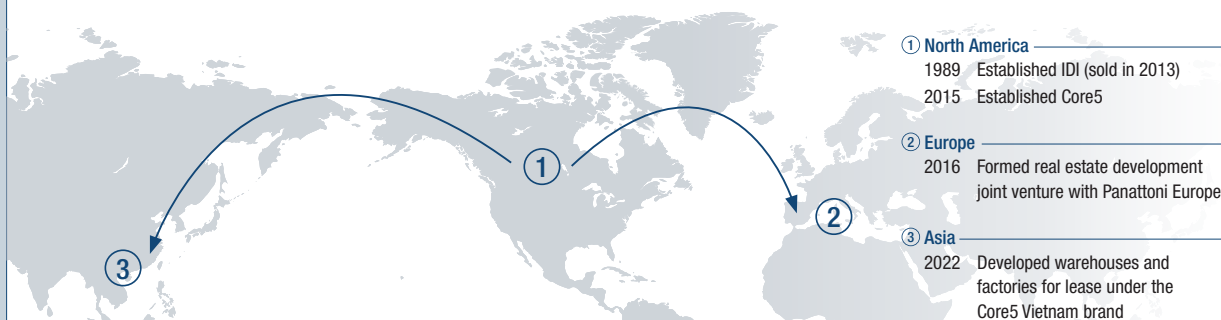 ① North America
1989 Established IDI (sold in 2013)
2015 Established Core5
② Europe
2016 Formed real estate development
joint venture with Panattoni Europe
③ Asia
2022 Developed warehouses and
factories for lease under the
Core5 Vietnam brand
①
②
③